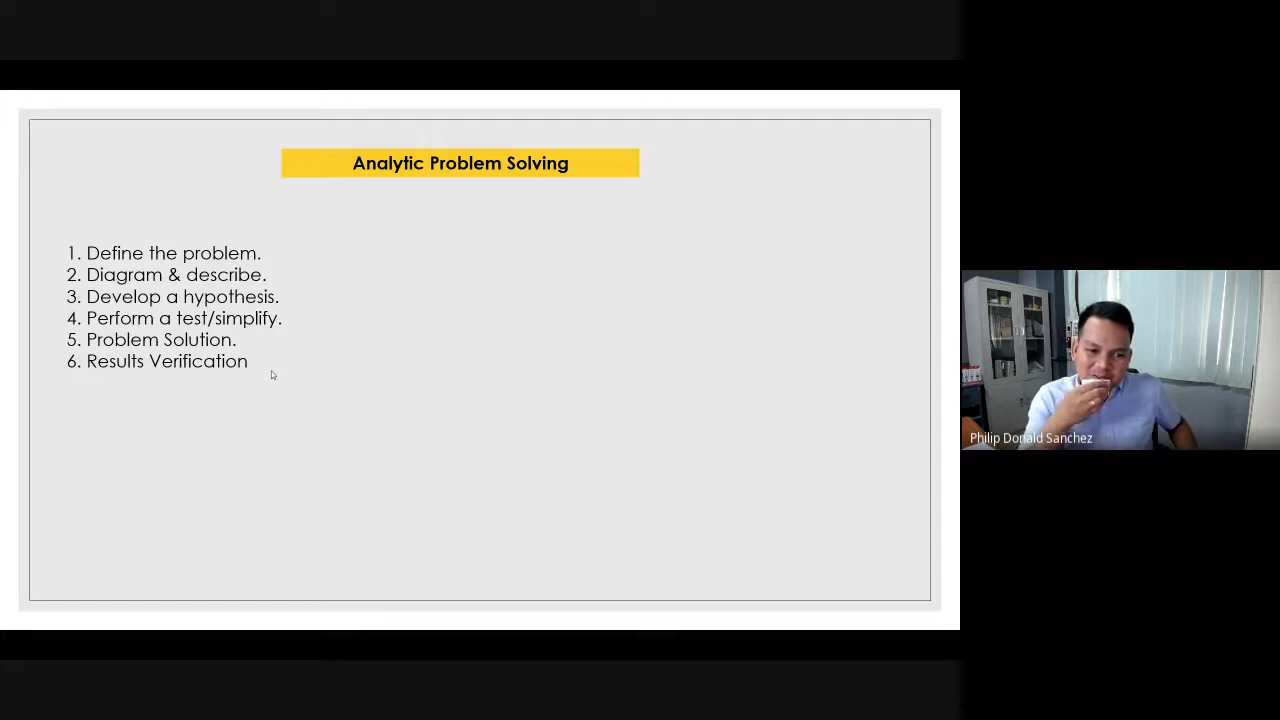 Analytic Problem Solving
1. Define the problem.
2. Diagram & describe.
3. Develop a hypothesis.
4. Perform a test/simplify.
5. Problem Solution.
6. Results Verification
Philip Donald Sanchez